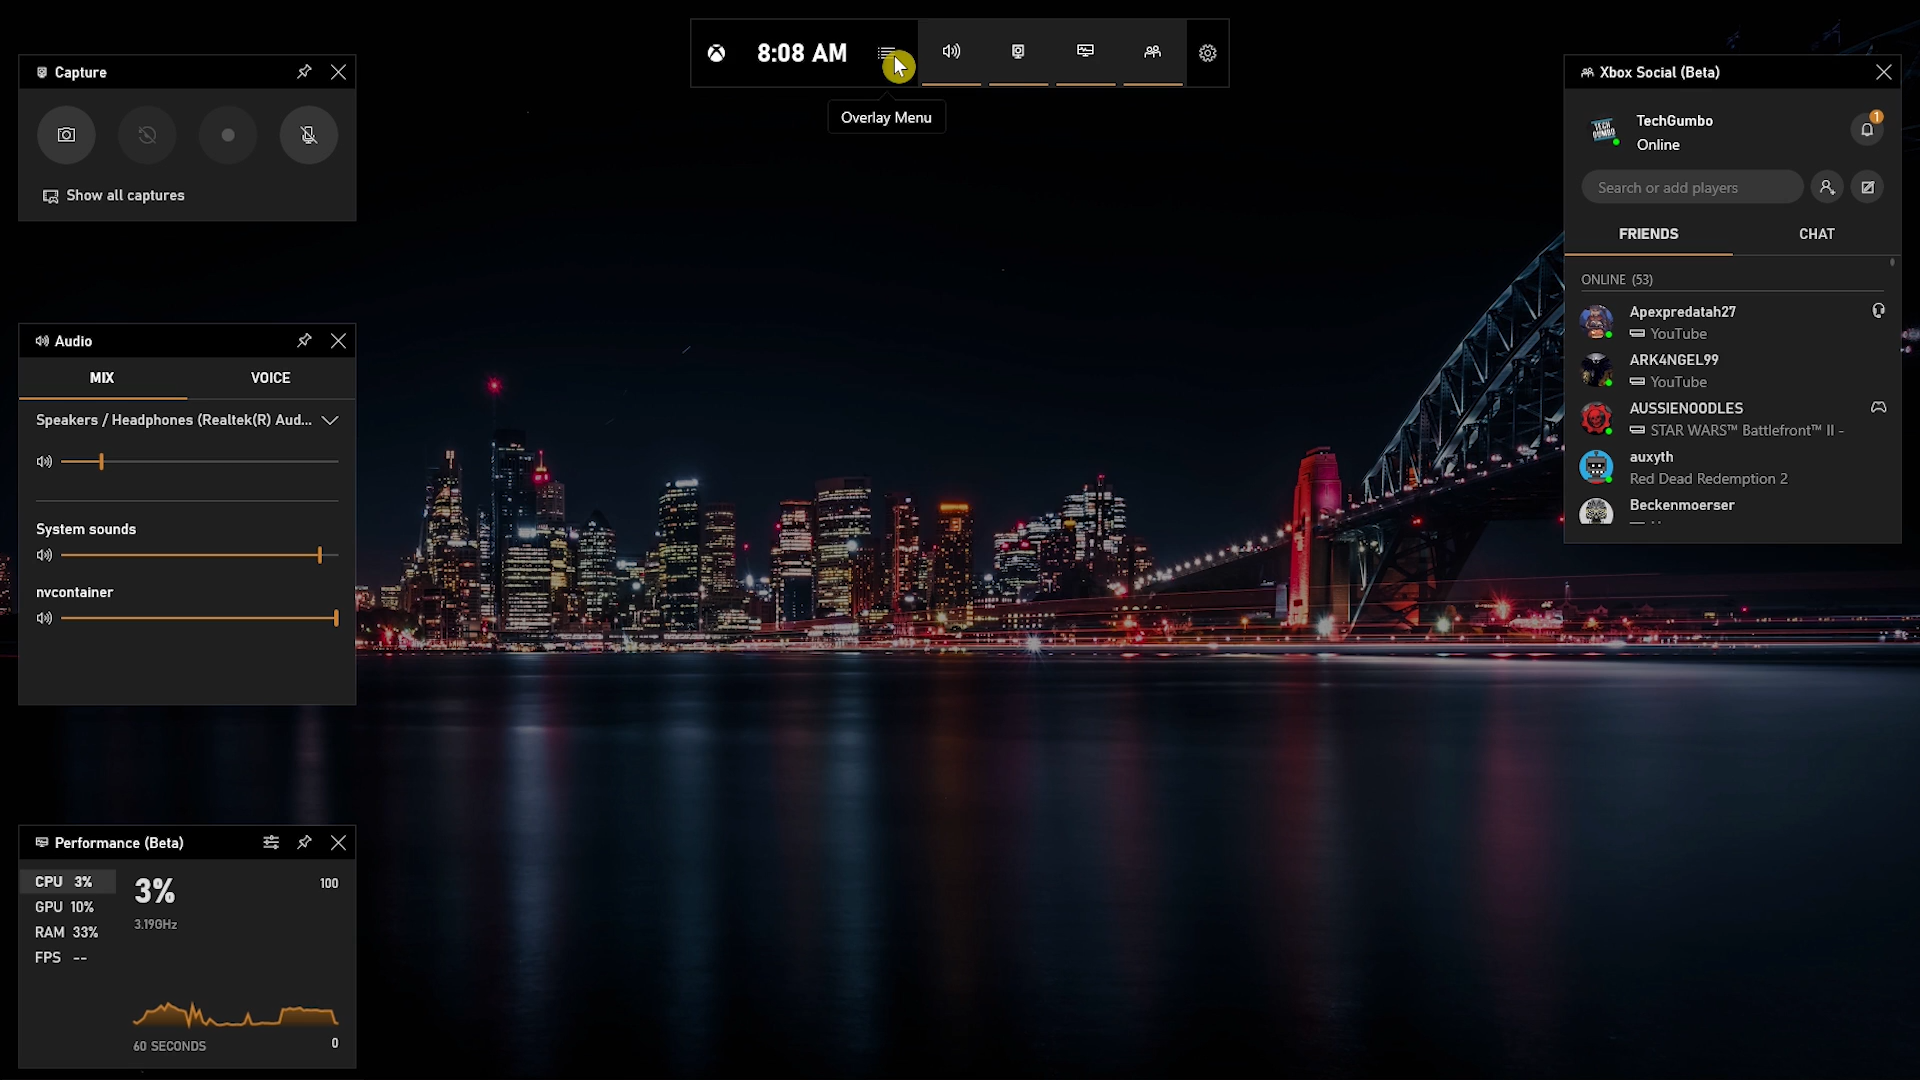 8:08 AM
Overlay Menu
Capture
Show all captures
Audio
MIX VOICE
Speakers / Headphones (Realtek(R) Aud...
System sounds
nvcontainer
Performance (Beta)
CPU 3%
GPU 10%
RAM 33%
FPS --
3%
3.19GHz
100
60 SECONDS 0
Xbox Social (Beta)
TECH GUMBO
TechGumbo
Online
1
Search or add players
FRIENDS CHAT
ONLINE (53)
Apexpredatah27
YouTube
ARK4NGEL99
YouTube
AUSSIENOODLES
STAR WARS™ Battlefront™ II -
auxyth
Red Dead Redemption 2
Beckenmoerser